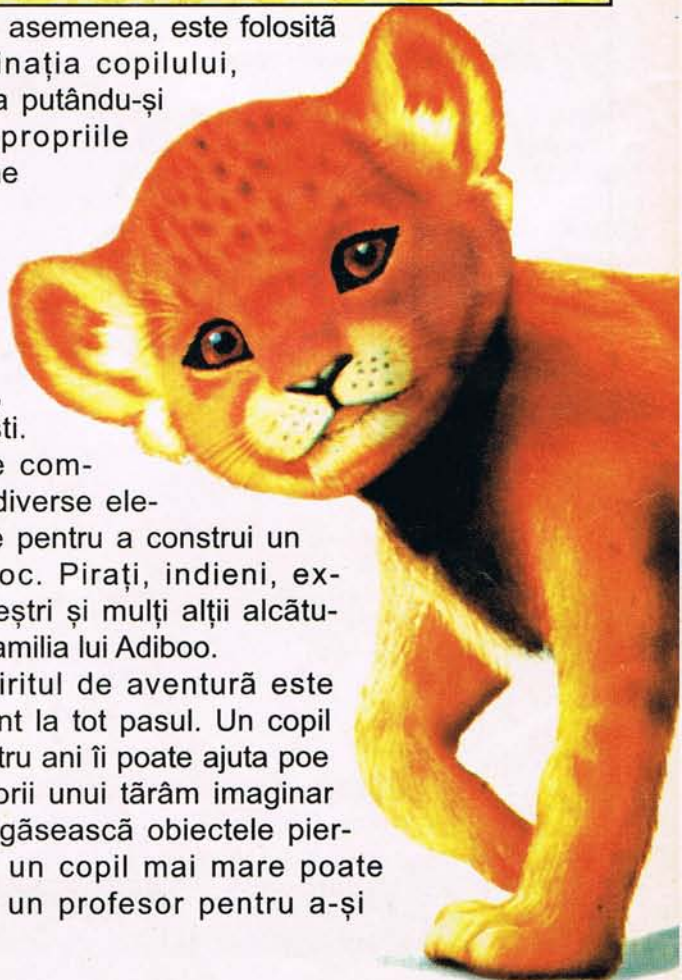 asemenea, este folosită
inația copilului,
a putându-și
propriile
ne
ști.
e com-
diverse ele-
e pentru a construi un
oc. Pirați, indieni, ex-
eștri și mulți alții alcătu-
amilia lui Adiboo.
iritul de aventură este
nt la tot pasul. Un copil
tru ani îi poate ajuta poe
orii unui tărâm imaginar
găsească obiectele pier-
un copil mai mare poate
un profesor pentru a-și